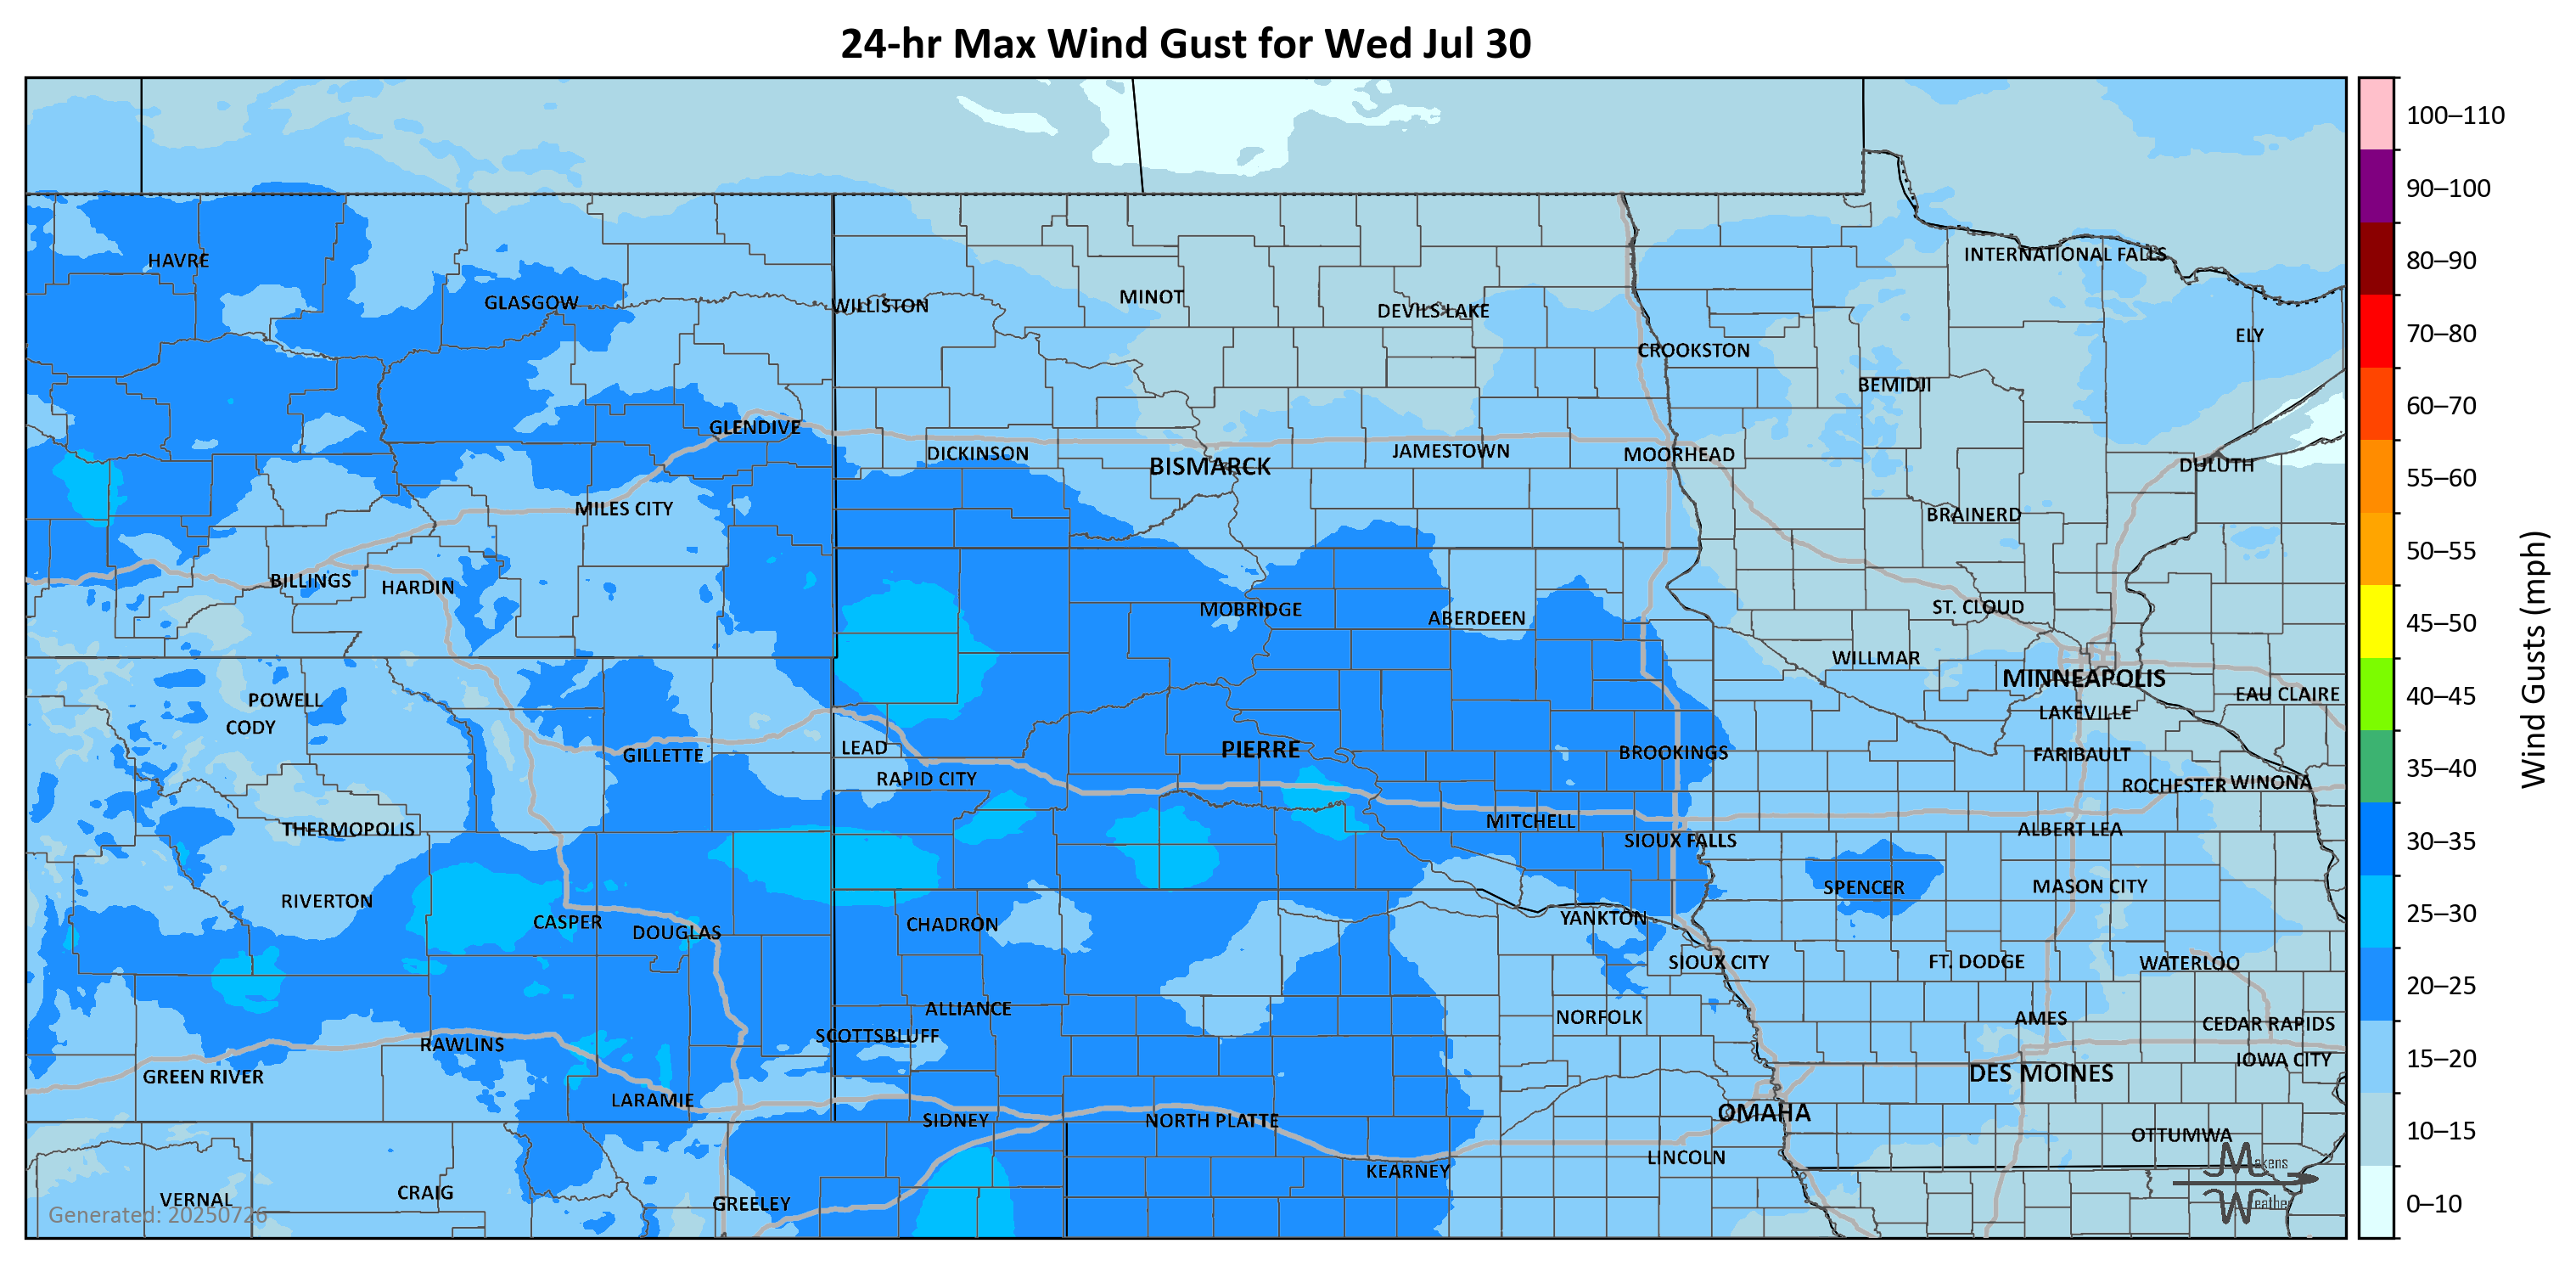 24-hr Max Wind Gust for Wed Jul 30
100–110
90–100
INTERNATIONAL FALLS
HAVRE
80–90
MINOT
GLASGOW
WILLISTON
DEVILS LAKE
ELY
70–80
CROOKSTON
BEMIDJI
60–70
GLENDIVE
DICKINSON
JAMESTOWN
MOORHEAD
BISMARCK
DULUTH
55–60
MILES CITY
BRAINERD
50–55
BILLINGS
HARDIN
MOBRIDGE
ABERDEEN
ST. CLOUD
45–50
WILLMAR
MINNEAPOLIS
EAU CLAIRE
40–45
POWELL
LAKEVILLE
CODY
Wind Gusts (mph)
LEAD
PIERRE
BROOKINGS
GILLETTE
FARIBAULT
35–40
RAPID CITY
ROCHESTER
WINONA
MITCHELL
THERMOPOLIS
ALBERT LEA
SIOUX FALLS
30–35
SPENCER
MASON CITY
RIVERTON
25–30
CASPER
DOUGLAS
CHADRON
YANKTON
SIOUX CITY
FT. DODGE
WATERLOO
20–25
ALLIANCE
NORFOLK
AMES
CEDAR RAPIDS
SCOTTSBLUFF
RAWLINS
IOWA CITY
15–20
GREEN RIVER
DES MOINES
LARAMIE
OMAHA
SIDNEY
NORTH PLATTE
OTTUMWA
10–15
LINCOLN
KEARNEY
Makens
Weather
CRAIG
VERNAL
GREELEY
0–10
Generated: 20250726